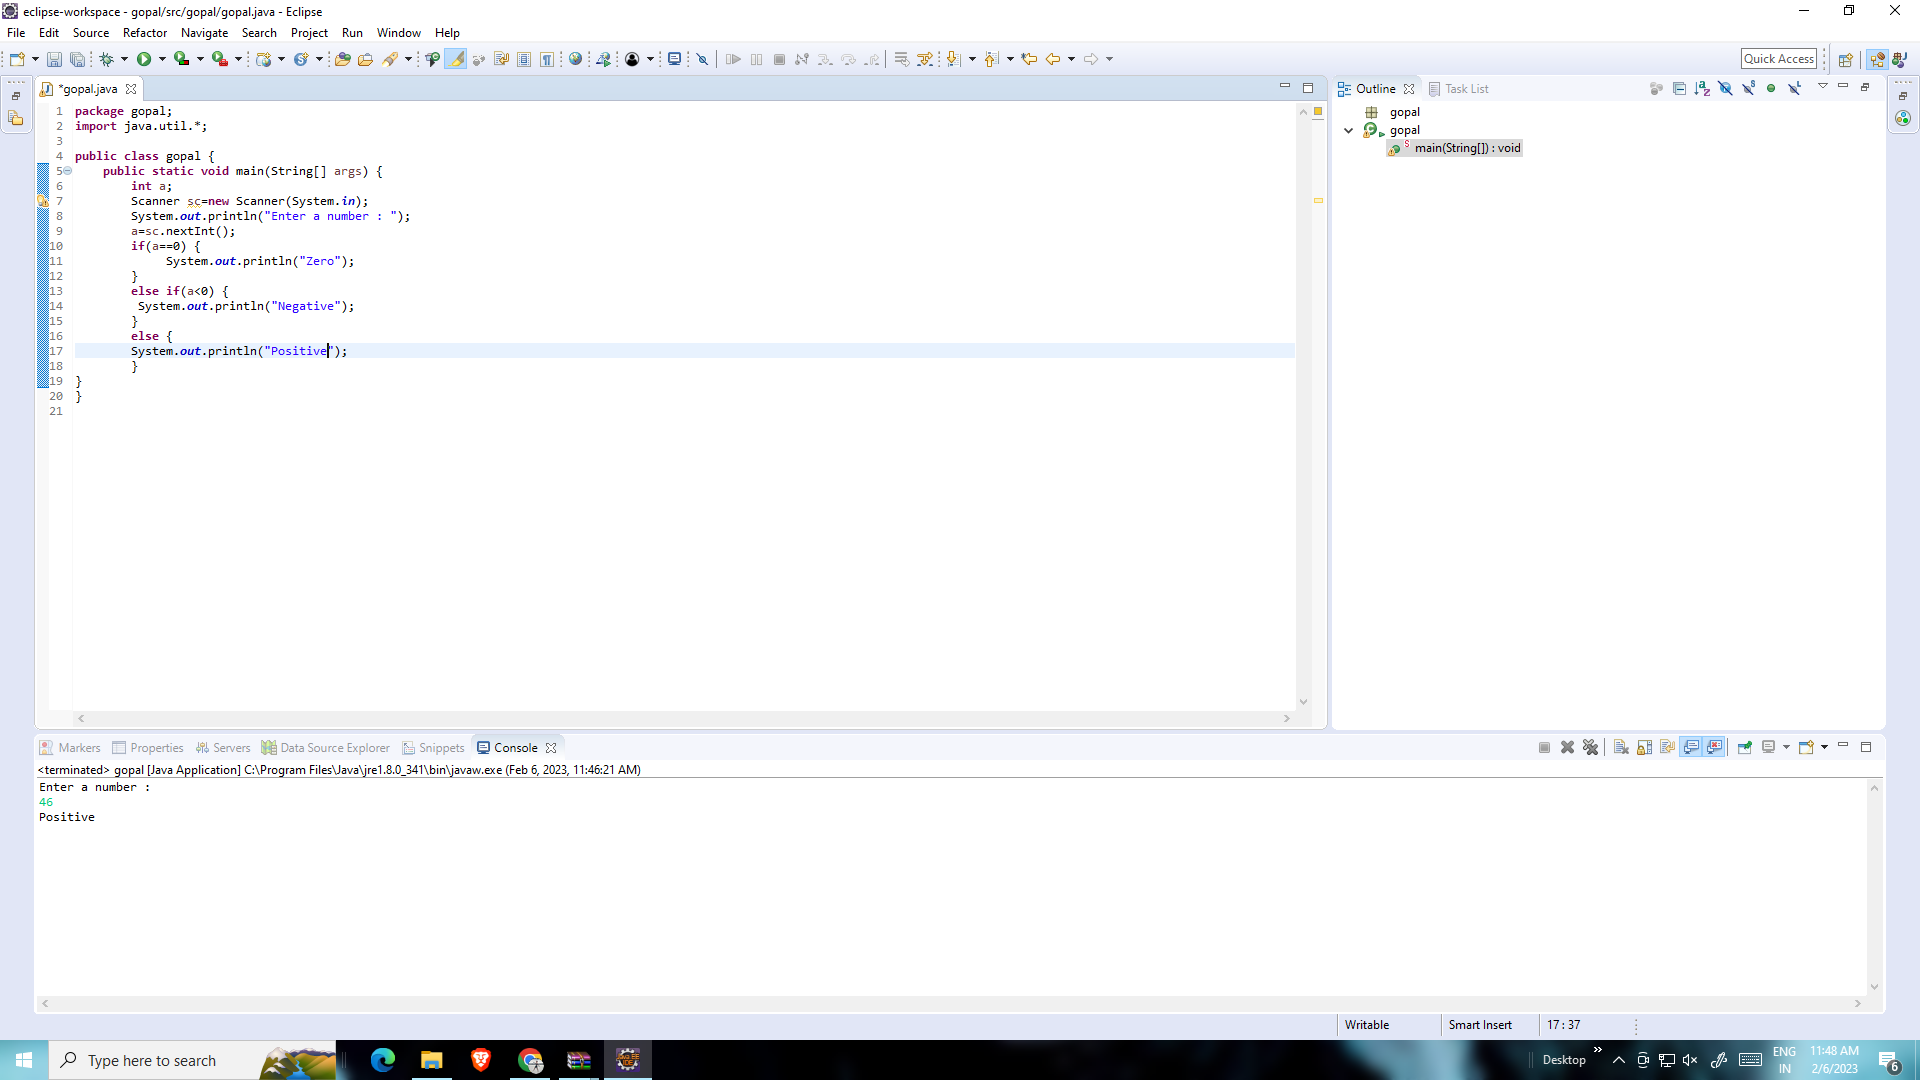 eclipse-workspace - gopal/src/gopal/gopal.java - Eclipse
File Edit Source Refactor Navigate Search Project Run Window Help
Quick Access
*gopal.java
1 package gopal;
2 import java.util.*;
3
4 public class gopal {
5 public static void main(String[] args) {
6 int a;
7 Scanner sc=new Scanner(System.in);
8 System.out.println("Enter a number : ");
9 a=sc.nextInt();
10 if(a==0) {
11 System.out.println("Zero");
12 }
13 else if(a<0) {
14 System.out.println("Negative");
15 }
16 else {
17 System.out.println("Positive");
18 }
19 }
20 }
21
Outline Task List
gopal
gopal
main(String[]) : void
Markers Properties Servers Data Source Explorer Snippets Console
<terminated> gopal [Java Application] C:\Program Files\Java\jre1.8.0_341\bin\javaw.exe (Feb 6, 2023, 11:46:21 AM)
Enter a number :
46
Positive
Writable Smart Insert 17 : 37
Type here to search
Desktop
ENG
IN
11:48 AM
2/6/2023
6